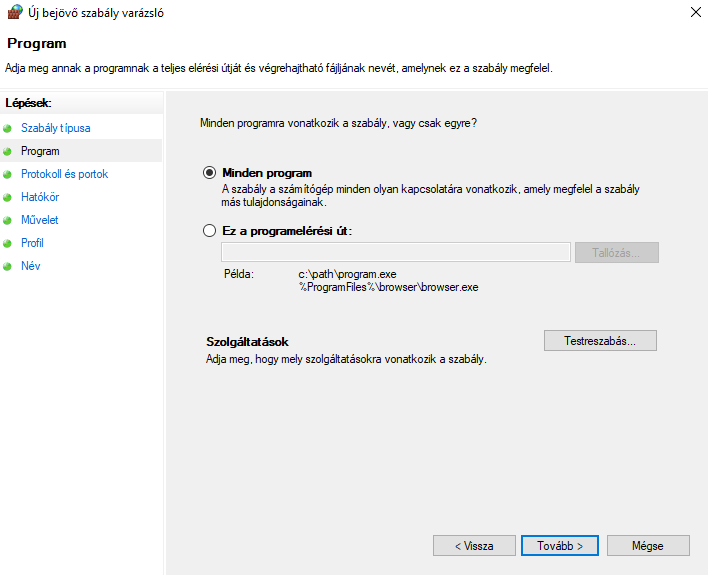 Új bejövő szabály varázsló
Program
Adja meg annak a programnak a teljes elérési útját és végrehajtható fájljának nevét, amelynek ez a szabály megfelel.
Lépések:
Szabály típusa
Program
Protokoll és portok
Hatókör
Művelet
Profil
Név
Minden programra vonatkozik a szabály, vagy csak egyre?
Minden program
A szabály a számítógép minden olyan kapcsolatára vonatkozik, amely megfelel a szabály
más tulajdonságainak.
Ez a programelérési út:
Tallózás...
Példa:
c:\path\program.exe
%ProgramFiles%\browser\browser.exe
Szolgáltatások
Testreszabás...
Adja meg, hogy mely szolgáltatásokra vonatkozik a szabály.
< Vissza
Tovább >
Mégse